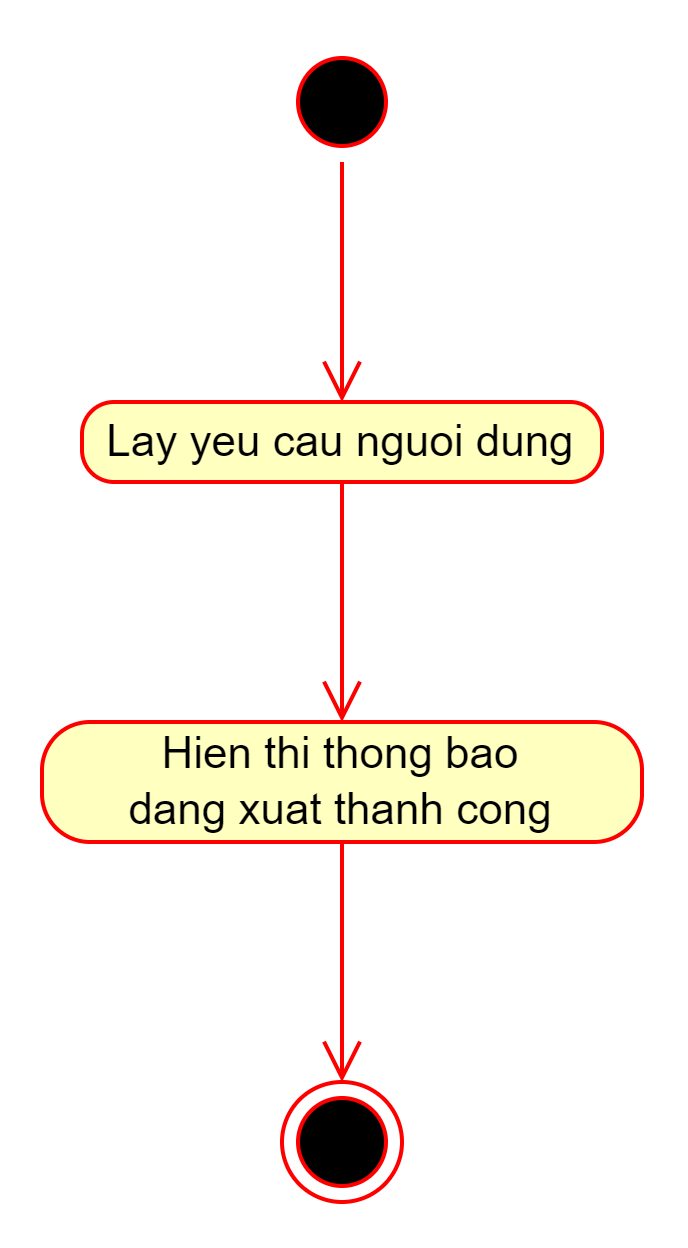 Lay yeu cau nguoi dung
Hien thi thong bao
dang xuat thanh cong